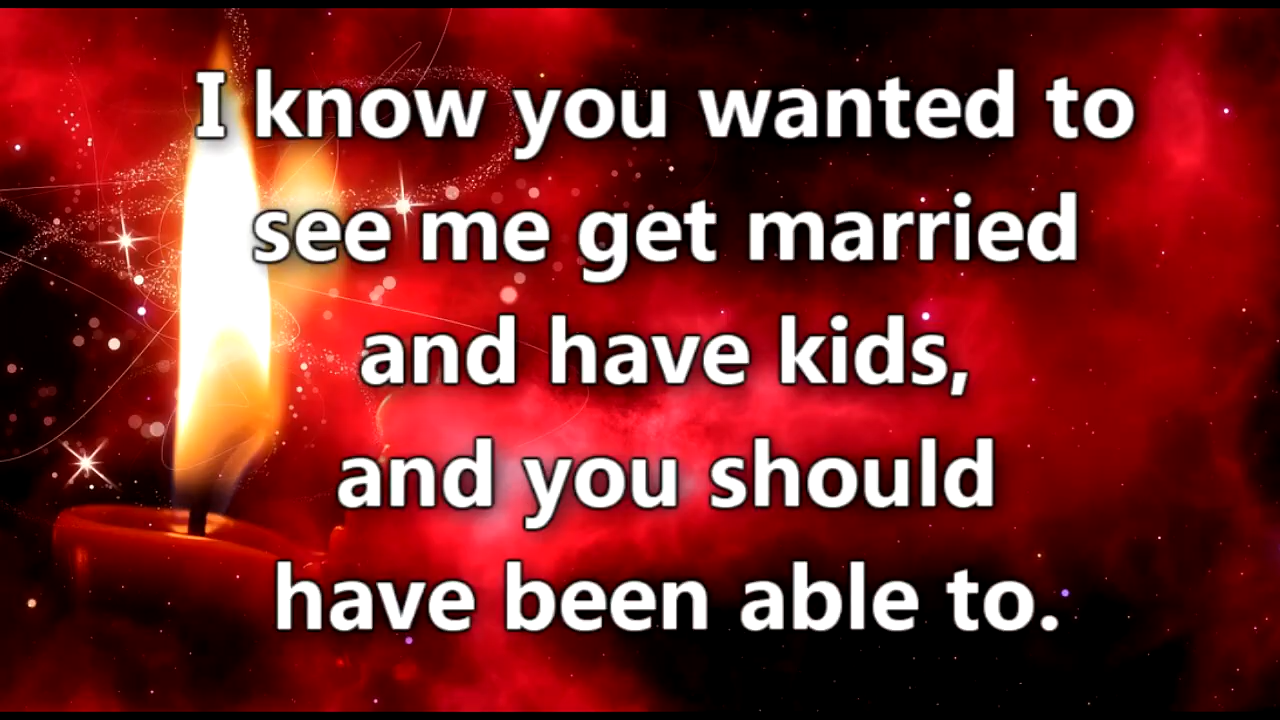 I know you wanted to
see me get married
and have kids,
and you should
have been able to.